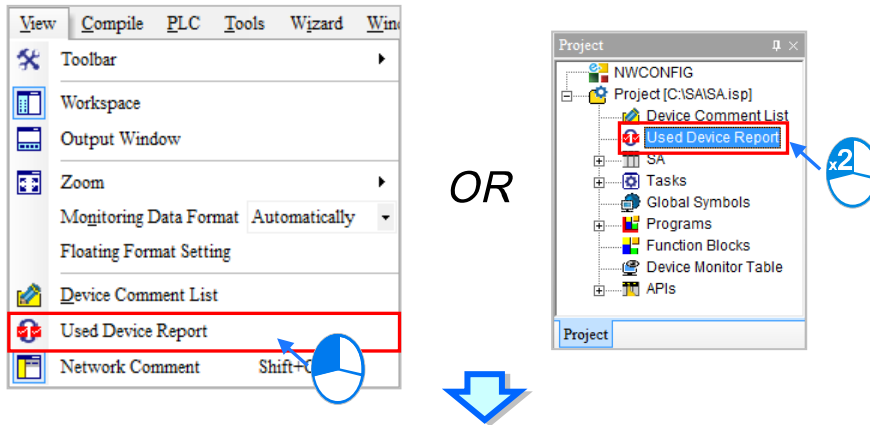 View Compile PLC Tools Wizard
Toolbar
Workspace
Output Window
Zoom
Monitoring Data Format Automatically
Floating Format Setting
Device Comment List
Used Device Report
Network Comment
OR
Project
NWCONFIG
Project [C:\SA\SA.isp]
Device Comment List
Used Device Report
SA
Tasks
Global Symbols
Programs
Function Blocks
Device Monitor Table
APIs
Project
x2